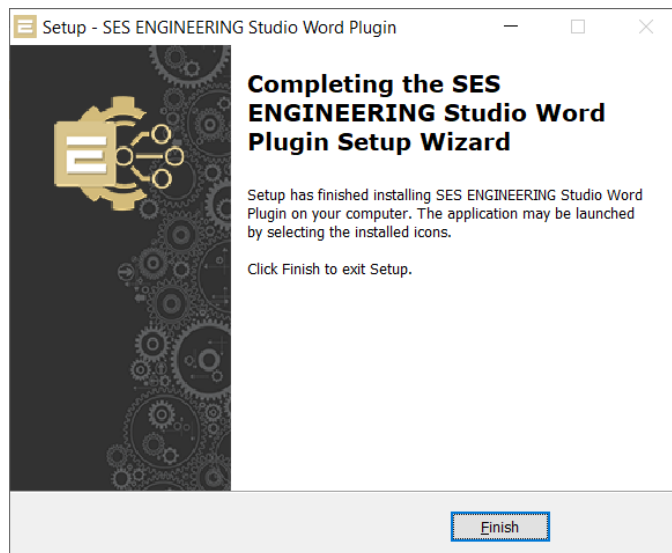 Setup - SES ENGINEERING Studio Word Plugin
Completing the SES
ENGINEERING Studio Word
Plugin Setup Wizard
Setup has finished installing SES ENGINEERING Studio Word
Plugin on your computer. The application may be launched
by selecting the installed icons.
Click Finish to exit Setup.
Finish